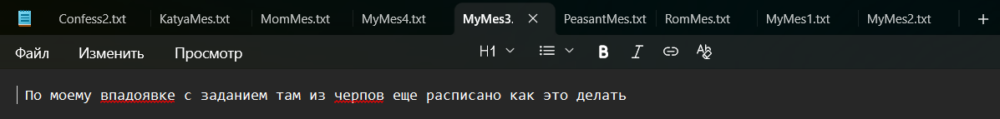 Confess2.txt KatyaMes.txt MomMes.txt MyMes4.txt MyMes3. PeasantMes.txt RomMes.txt MyMes1.txt MyMes2.txt
Файл Изменить Просмотр H1 B I
По моему впадоявке с заданием там из черпов еще расписано как это делать